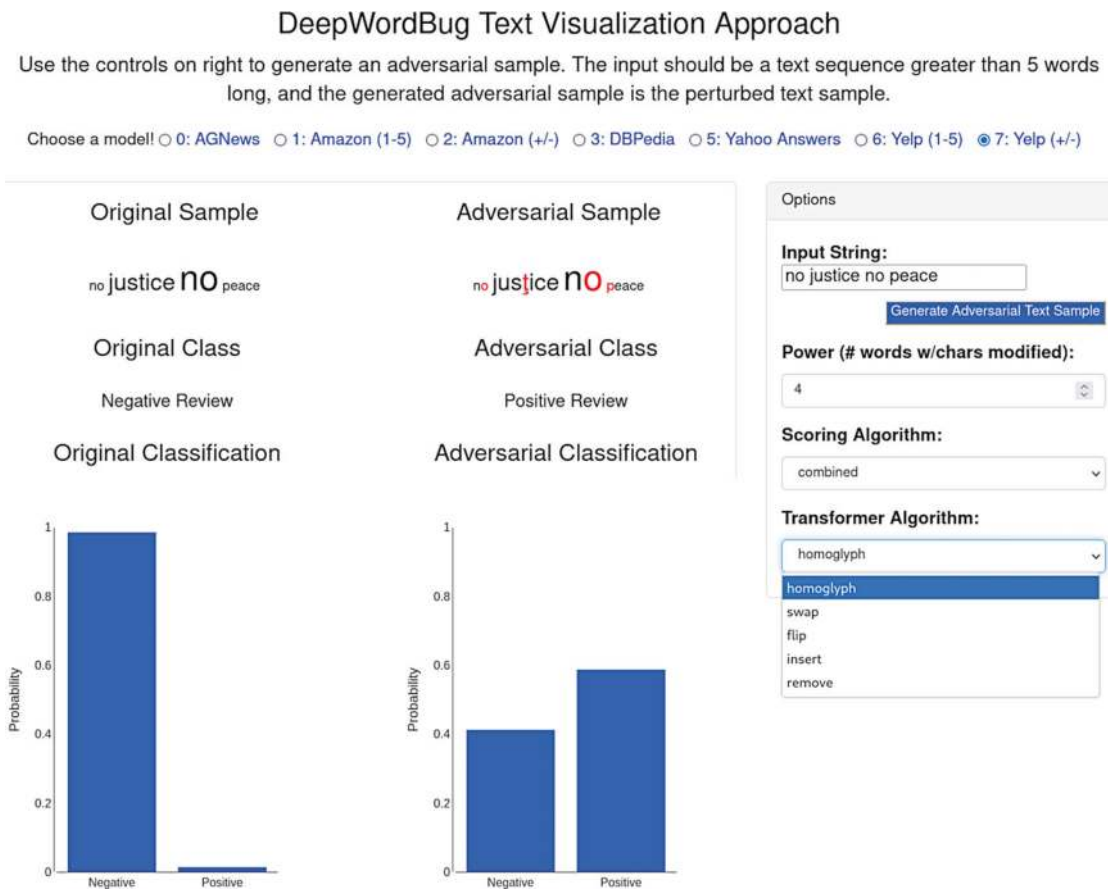 DeepWordBug Text Visualization Approach
Use the controls on right to generate an adversarial sample. The input should be a text sequence greater than 5 words
long, and the generated adversarial sample is the perturbed text sample.
Choose a model! 0: AGNews 1: Amazon (1-5) 2: Amazon (+/-) 3: DBPedia 5: Yahoo Answers 6: Yelp (1-5) 7: Yelp (+/-)
Original Sample
no justice no peace
Original Class
Negative Review
Original Classification
1
0.8
0.6
0.4
0.2
0
Probability
Negative Positive
Adversarial Sample
nо jusţice nо рeace
Adversarial Class
Positive Review
Adversarial Classification
1
0.8
0.6
0.4
0.2
0
Probability
Negative Positive
Options
Input String:
no justice no peace
Generate Adversarial Text Sample
Power (# words w/chars modified):
4
Scoring Algorithm:
combined
Transformer Algorithm:
homoglyph
homoglyph
swap
flip
insert
remove